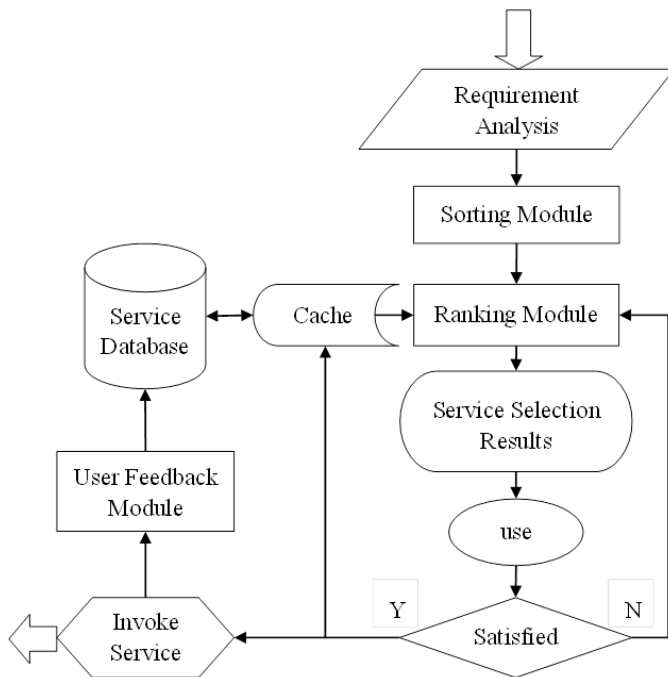 Requirement
Analysis
Sorting Module
Service
Database
Cache
Ranking Module
Service Selection
Results
User Feedback
Module
use
Y
N
Invoke
Service
Satisfied